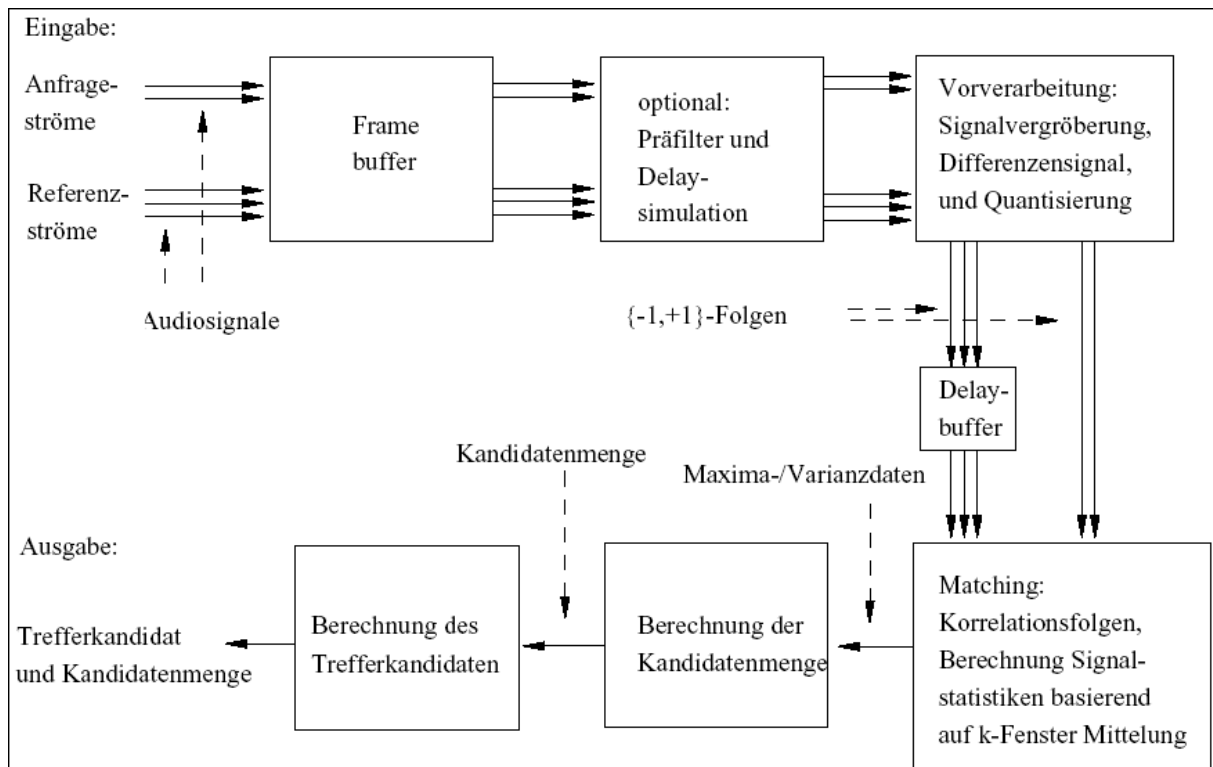 Eingabe:
Anfrage-
ströme
Referenz-
ströme
Audiosignale
Frame
buffer
optional:
Präfilter und
Delay-
simulation
Vorverarbeitung:
Signalvergröberung,
Differenzensignal,
und Quantisierung
{-1,+1}-Folgen
Delay-
buffer
Kandidatenmenge
Maxima-/Varianzdaten
Ausgabe:
Trefferkandidat
und Kandidatenmenge
Berechnung des
Trefferkandidaten
Berechnung der
Kandidatenmenge
Matching:
Korrelationsfolgen,
Berechnung Signal-
statistiken basierend
auf k-Fenster Mittelung